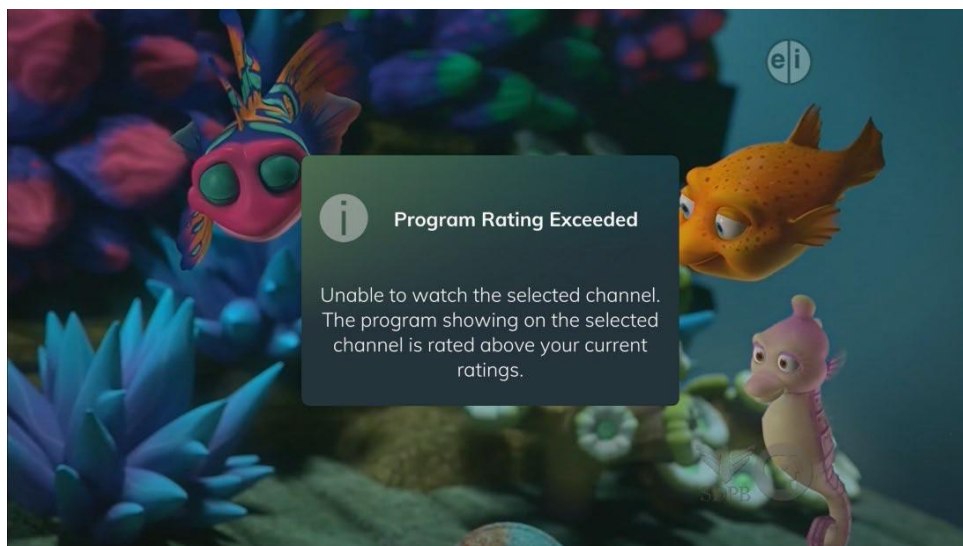 e|i
i
Program Rating Exceeded
Unable to watch the selected channel.
The program showing on the selected
channel is rated above your current
ratings.